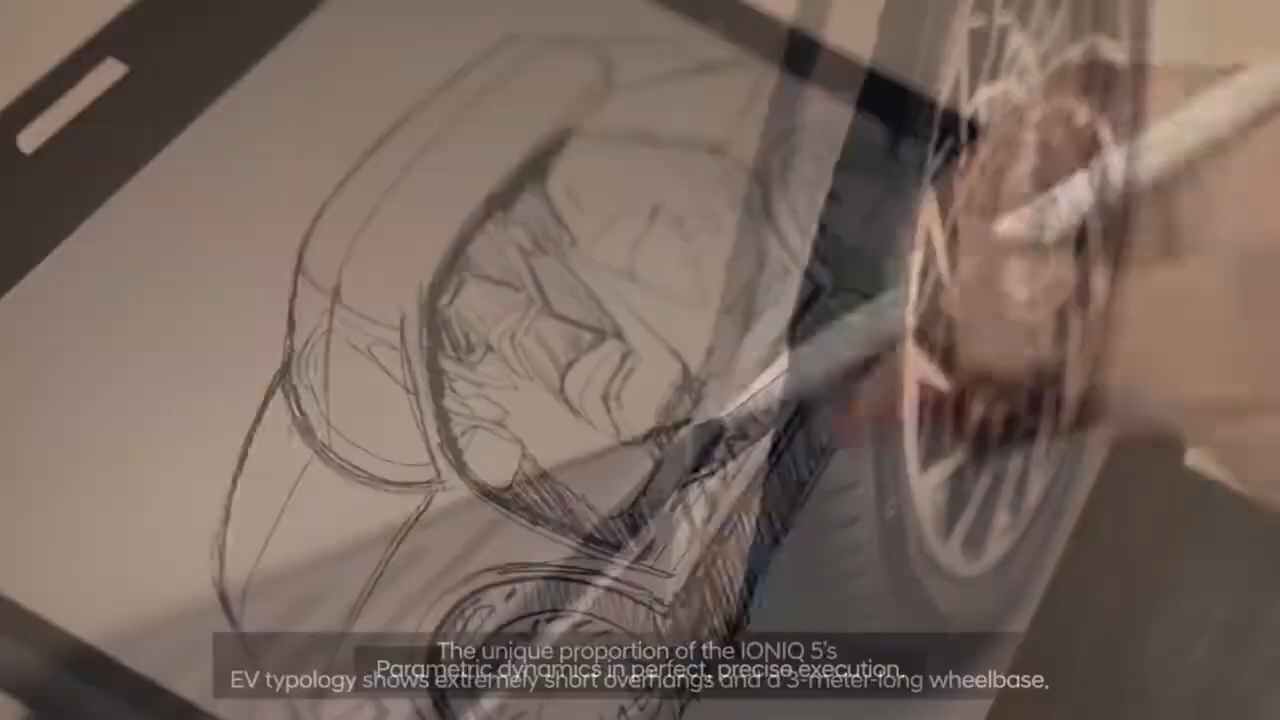 The unique proportion of the IONIQ 5's
Parametric dynamics in perfect, precise execution.
EV typology shows extremely short overhangs and a 3-meter-long wheelbase,